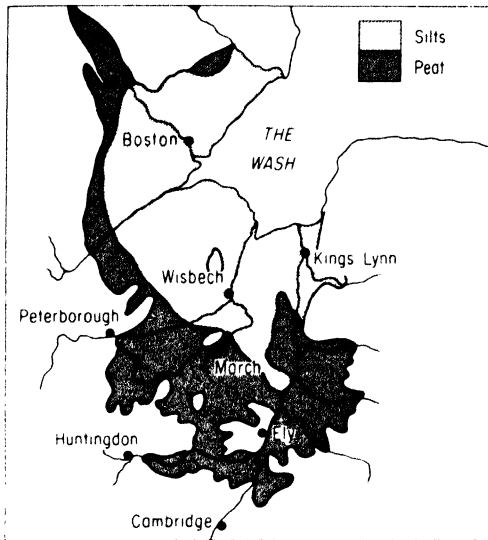 Silts
Peat
Boston
THE
WASH
Kings Lynn
Wisbech
Peterborough
March
Ely
Huntingdon
Cambridge